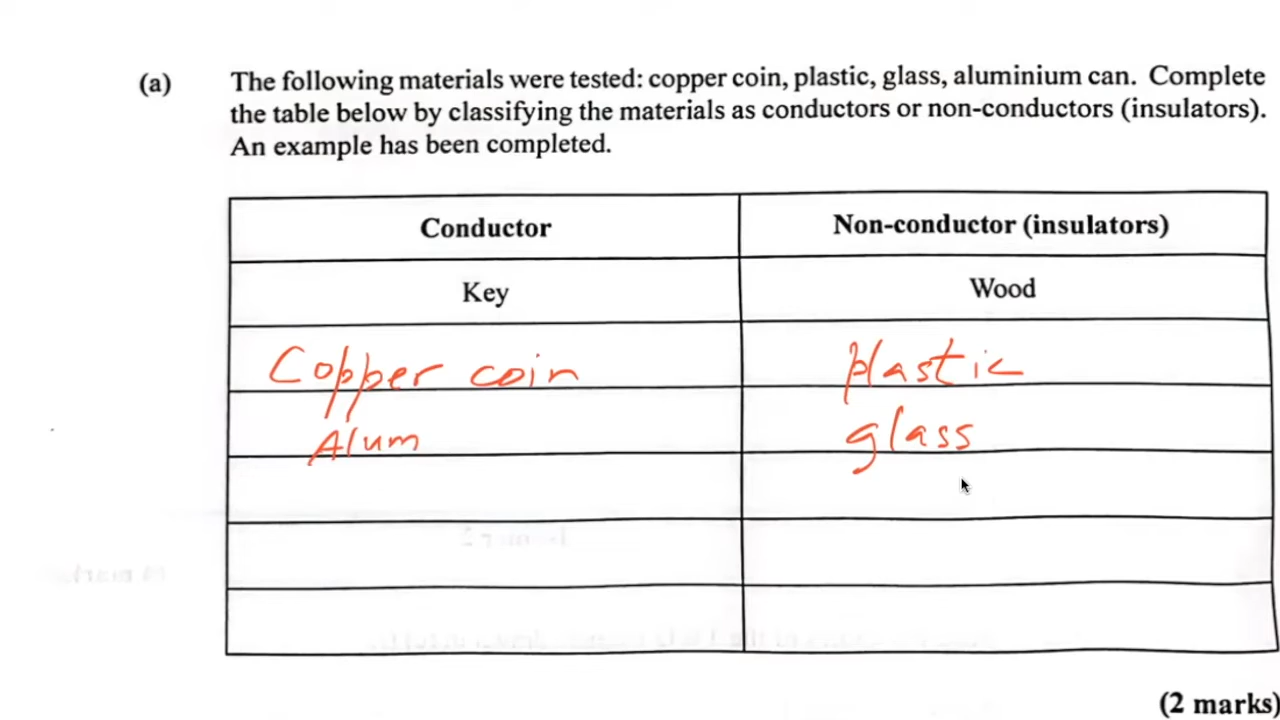 (a) The following materials were tested: copper coin, plastic, glass, aluminium can. Complete
the table below by classifying the materials as conductors or non-conductors (insulators).
An example has been completed.
Conductor Non-conductor (insulators)
Key Wood
Copper coin plastic
Alum glass
(2 marks)